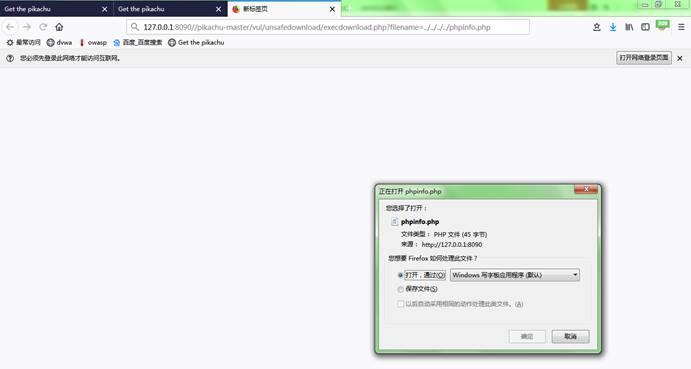 Get the pikachu
Get the pikachu
新标签页
127.0.0.1:8090//pikachu-master/vul/unsafedownload/execdownload.php?filename=../../../../phpinfo.php
最常访问 dvwa owasp 百度_百度搜索 Get the pikachu
您必须先登录此网络才能访问互联网。
打开网络登录页面
正在打开 phpinfo.php
您选择了打开：
phpinfo.php
文件类型： PHP 文件 (45 字节)
来源： http://127.0.0.1:8090
您想要 Firefox 如何处理此文件？
打开，通过(O) Windows 写字板应用程序 (默认)
保存文件(S)
以后自动采用相同的动作处理此类文件。(A)
确定 取消